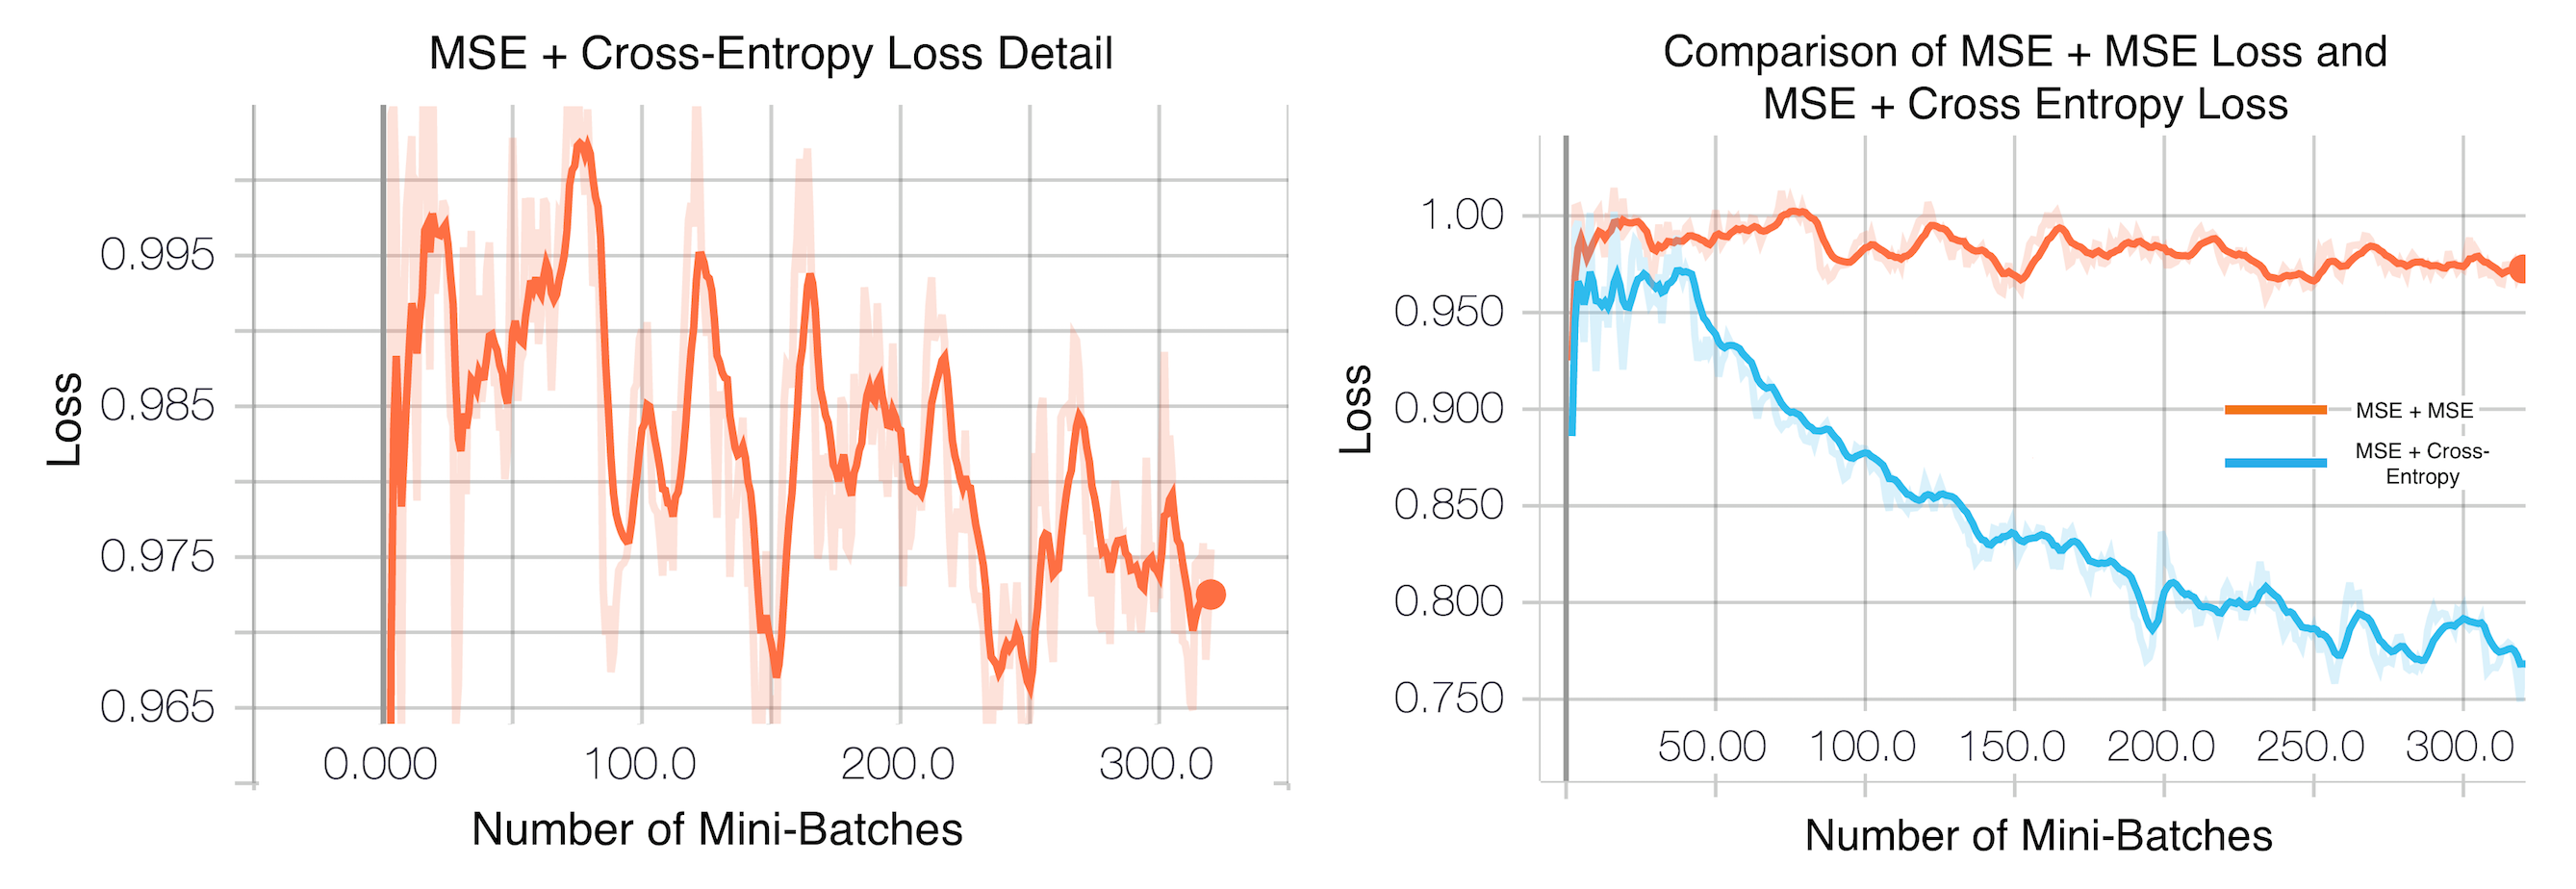 MSE + Cross-Entropy Loss Detail
0.995
0.985
0.975
0.965
Loss
0.000 100.0 200.0 300.0
Number of Mini-Batches
Comparison of MSE + MSE Loss and
MSE + Cross Entropy Loss
1.00
0.950
0.900
0.850
0.800
0.750
Loss
MSE + MSE
MSE + Cross-
Entropy
50.00 100.0 150.0 200.0 250.0 300.0
Number of Mini-Batches